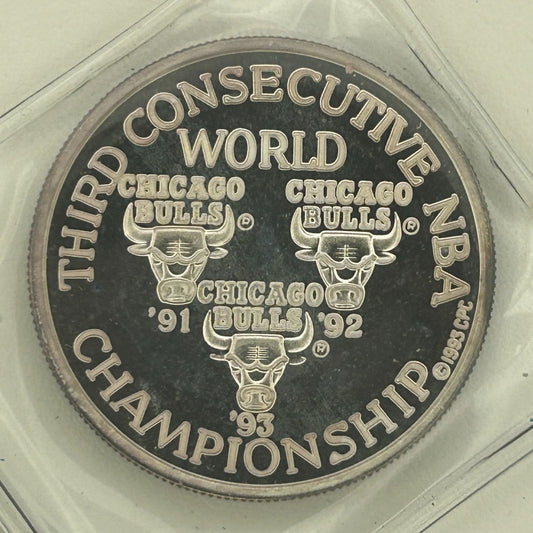 THIRD CONSECUTIVE NBA
WORLD
CHICAGO
BULLS ®
CHICAGO
BULLS ®
'91
'92
CHICAGO
BULLS ®
'93
CHAMPIONSHIP
©1993 CPC